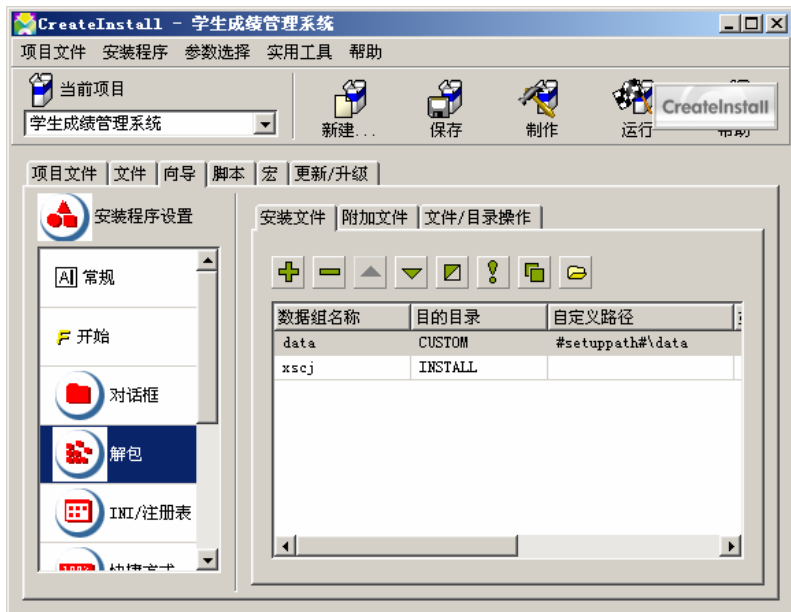 CreateInstall - 学生成绩管理系统
项目文件 安装程序 参数选择 实用工具 帮助
当前项目
学生成绩管理系统
新建...
保存
制作
运行
CreateInstall
帮助
项目文件 文件 向导 脚本 宏 更新/升级
安装程序设置
常规
开始
对话框
解包
INI/注册表
快捷方式
安装文件 附加文件 文件/目录操作
数据组名称 目的目录 自定义路径
data CUSTOM #setuppath#\data
xscj INSTALL